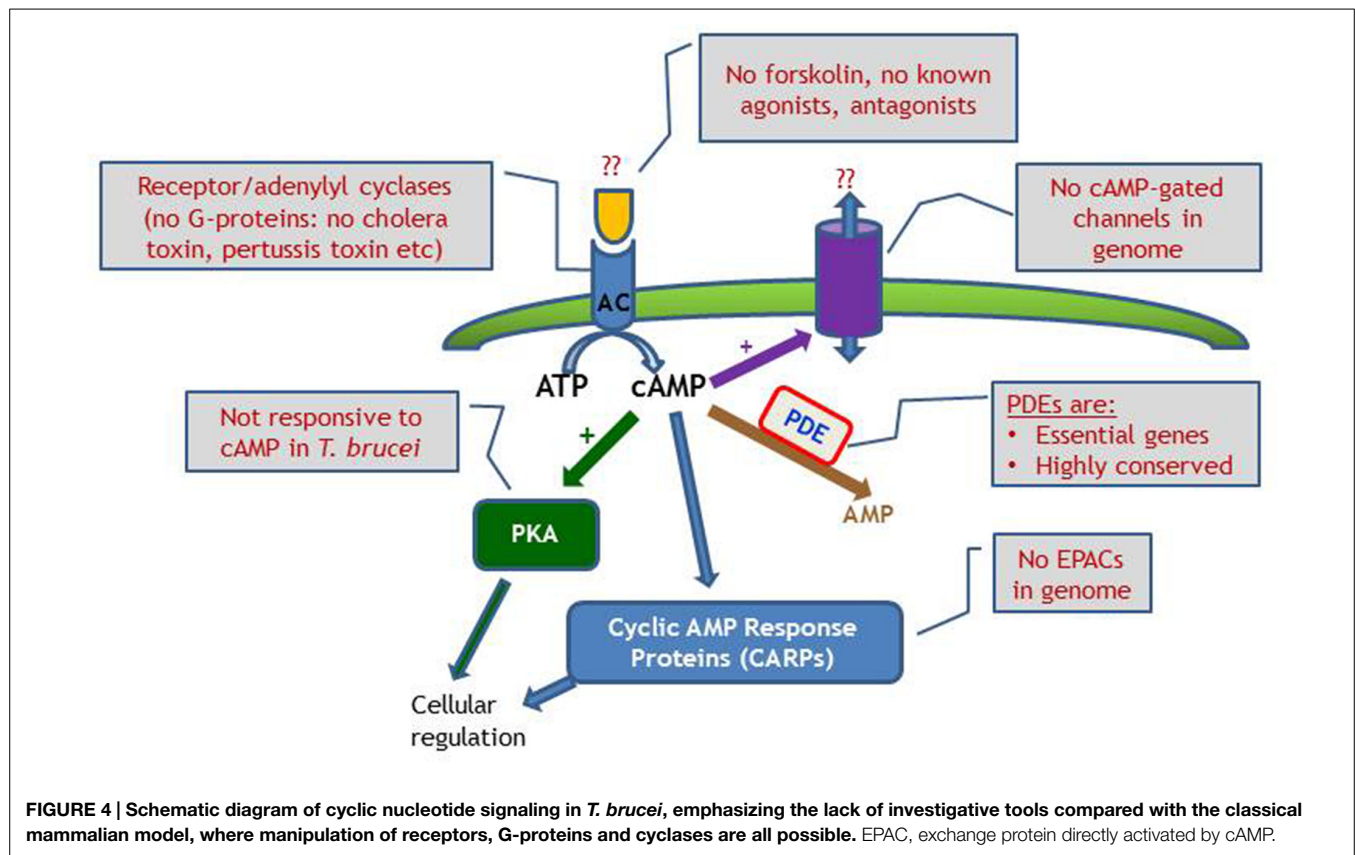 No forskolin, no known
agonists, antagonists
??
Receptor/adenylyl cyclases
(no G-proteins: no cholera
toxin, pertussis toxin etc)
??
No cAMP-gated
channels in
genome
AC
+
ATP
cAMP
Not responsive to
cAMP in T. brucei
+
PDE
PDEs are:
• Essential genes
• Highly conserved
AMP
PKA
No EPACs
in genome
Cyclic AMP Response
Proteins (CARPs)
Cellular
regulation
FIGURE 4 | Schematic diagram of cyclic nucleotide signaling in T. brucei, emphasizing the lack of investigative tools compared with the classical
mammalian model, where manipulation of receptors, G-proteins and cyclases are all possible. EPAC, exchange protein directly activated by cAMP.